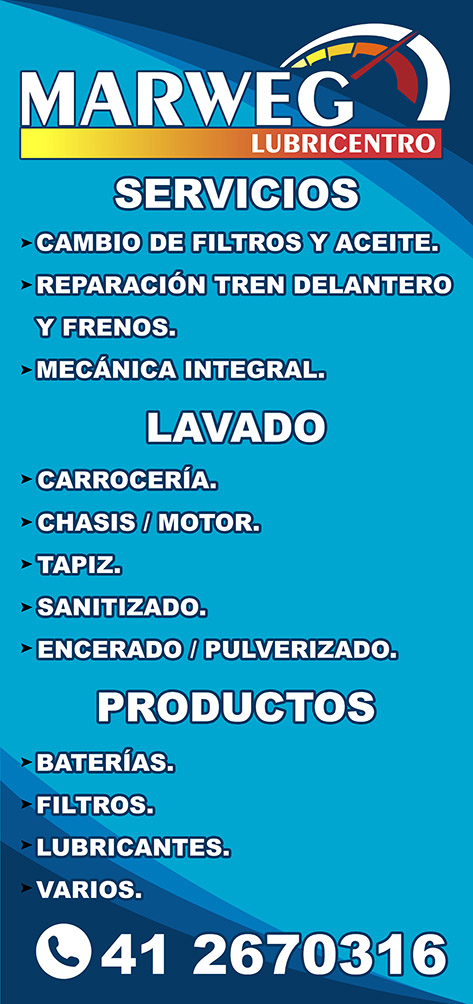 MARWEG
LUBRICENTRO
SERVICIOS
CAMBIO DE FILTROS Y ACEITE.
REPARACIÓN TREN DELANTERO
Y FRENOS.
MECÁNICA INTEGRAL.
LAVADO
CARROCERÍA.
CHASIS / MOTOR.
TAPIZ.
SANITIZADO.
ENCERADO / PULVERIZADO.
PRODUCTOS
BATERÍAS.
FILTROS.
LUBRICANTES.
VARIOS.
41 2670316